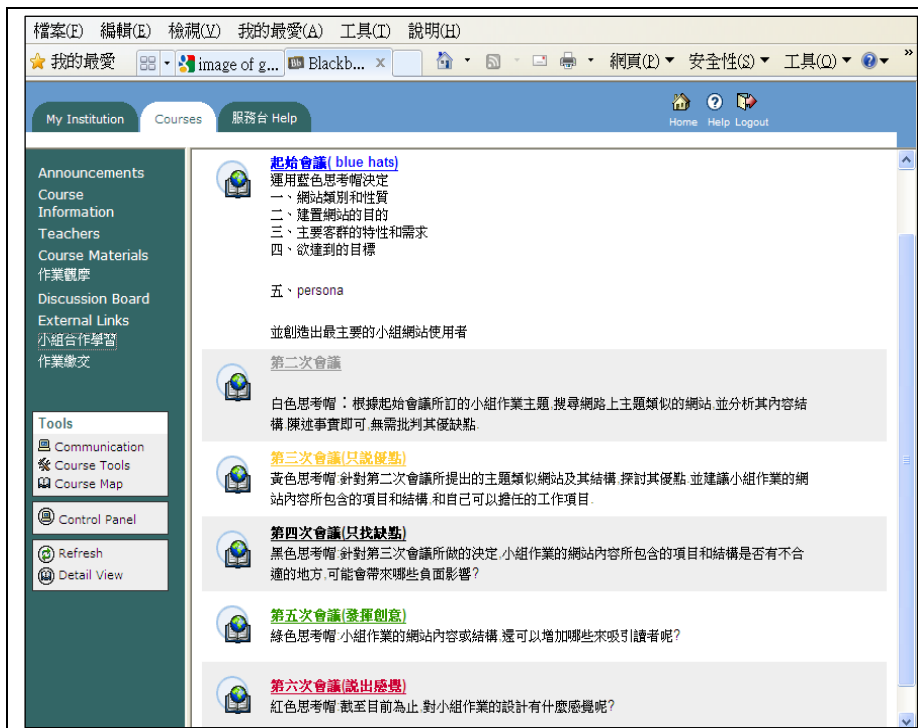 檔案(F) 編輯(E) 檢視(V) 我的最愛(A) 工具(T) 說明(H)
我的最愛 image of g... Bb Blackb... x 網頁(P) 安全性(S) 工具(O) »
My Institution Courses 服務台 Help
Home Help Logout
Announcements
Course
Information
Teachers
Course Materials
作業觀摩
Discussion Board
External Links
小組合作學習
作業繳交
Tools
Communication
Course Tools
Course Map
Control Panel
Refresh
Detail View
起始會議( blue hats)
運用藍色思考帽決定
一、網站類別和性質
二、建置網站的目的
三、主要客群的特性和需求
四、欲達到的目標
五、persona
並創造出最主要的小組網站使用者
第二次會議
白色思考帽：根據起始會議所訂的小組作業主題,搜尋網路上主題類似的網站,並分析其內容結
構,陳述事實即可,無需批判其優缺點.
第三次會議(只說優點)
黃色思考帽:針對第二次會議所提出的主題類似網站及其結構,探討其優點.並建議小組作業的網
站內容所包含的項目和結構,和自己可以擔任的工作項目.
第四次會議(只找缺點)
黑色思考帽:針對第三次會議所做的決定,小組作業的網站內容所包含的項目和結構是否有不合
適的地方,可能會帶來哪些負面影響?
第五次會議(發揮創意)
綠色思考帽:小組作業的網站內容或結構,還可以增加哪些來吸引讀者呢?
第六次會議(說出感覺)
紅色思考帽:截至目前為止,對小組作業的設計有什麼感覺呢?